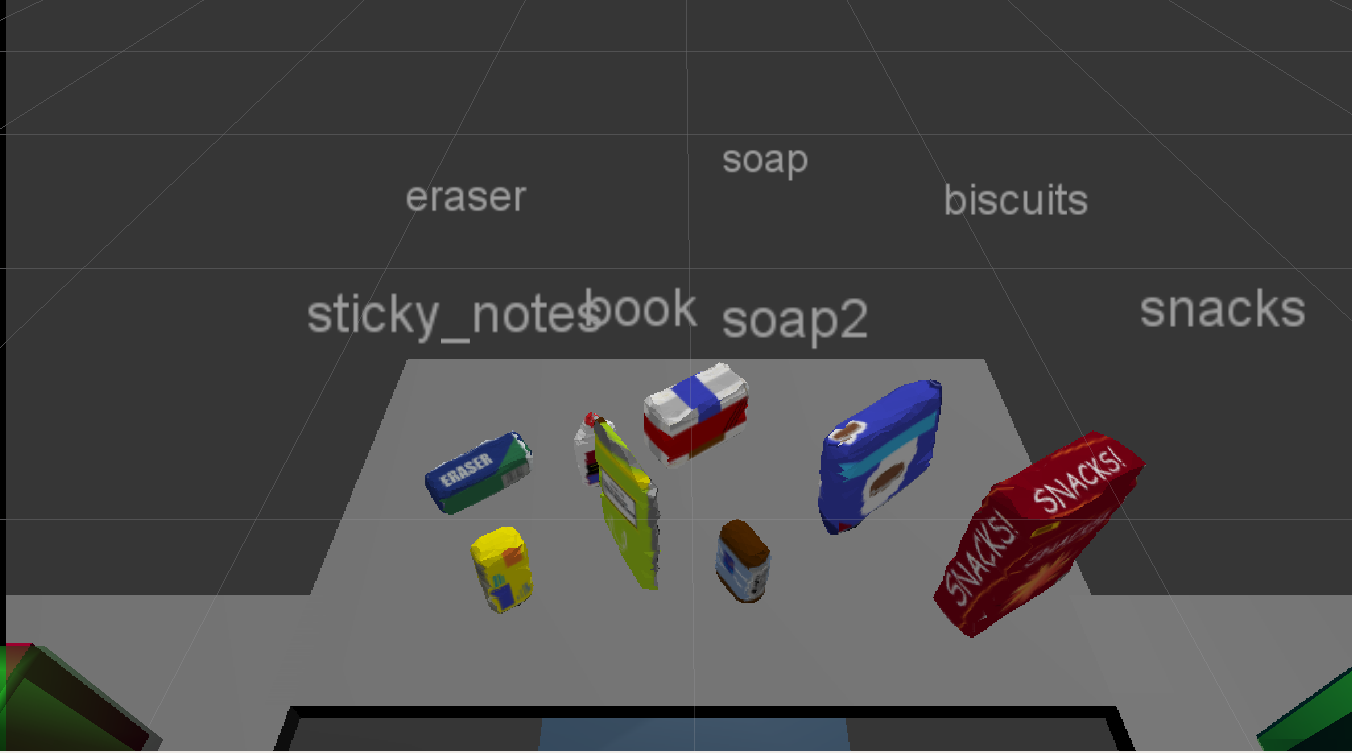 soap
eraser
biscuits
sticky_notes
book
soap2
snacks
ERASER
SNACKS!
SNACKS!